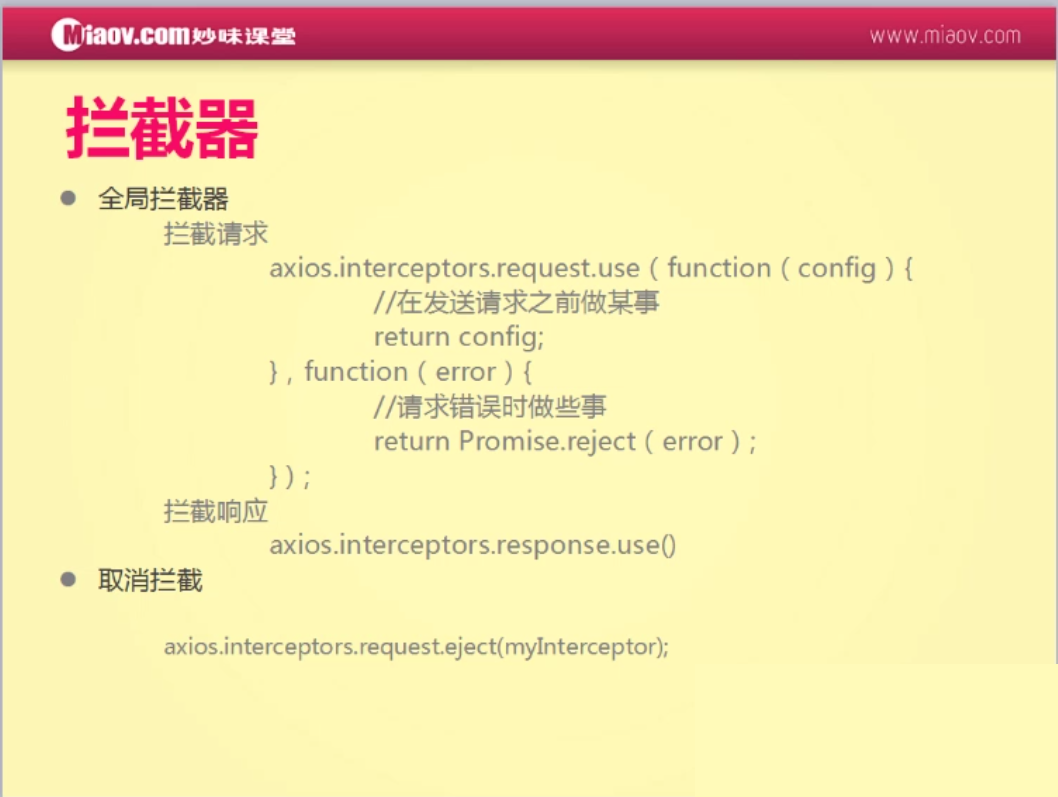 Miaov.com妙味课堂
www.miaov.com
拦截器
全局拦截器
拦截请求
axios.interceptors.request.use（function（config）{
//在发送请求之前做某事
return config;
}，function（error）{
//请求错误时做些事
return Promise.reject（error）;
}）;
拦截响应
axios.interceptors.response.use()
取消拦截
axios.interceptors.request.eject(myInterceptor);